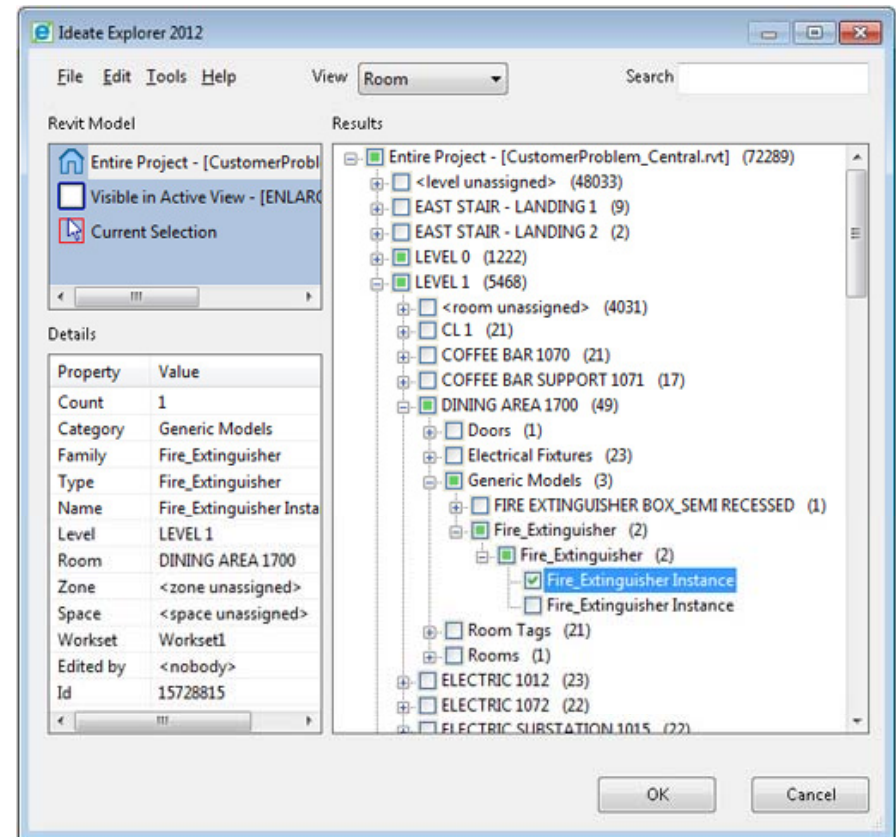 Ideate Explorer 2012
File Edit Tools Help View Room Search
Revit Model
Entire Project - [CustomerProbl
Visible in Active View - [ENLAR
Current Selection
Details
Property Value
Count 1
Category Generic Models
Family Fire_Extinguisher
Type Fire_Extinguisher
Name Fire_Extinguisher Insta
Level LEVEL 1
Room DINING AREA 1700
Zone <zone unassigned>
Space <space unassigned>
Workset Workset1
Edited by <nobody>
Id 15728815
Results
Entire Project - [CustomerProblem_Central.rvt] (72289)
<level unassigned> (48033)
EAST STAIR - LANDING 1 (9)
EAST STAIR - LANDING 2 (2)
LEVEL 0 (1222)
LEVEL 1 (5468)
<room unassigned> (4031)
CL 1 (21)
COFFEE BAR 1070 (21)
COFFEE BAR SUPPORT 1071 (17)
DINING AREA 1700 (49)
Doors (1)
Electrical Fixtures (23)
Generic Models (3)
FIRE EXTINGUISHER BOX_SEMI RECESSED (1)
Fire_Extinguisher (2)
Fire_Extinguisher (2)
Fire_Extinguisher Instance
Fire_Extinguisher Instance
Room Tags (21)
Rooms (1)
ELECTRIC 1012 (23)
ELECTRIC 1072 (22)
ELECTRIC SUBSTATION 1015 (22)
OK Cancel